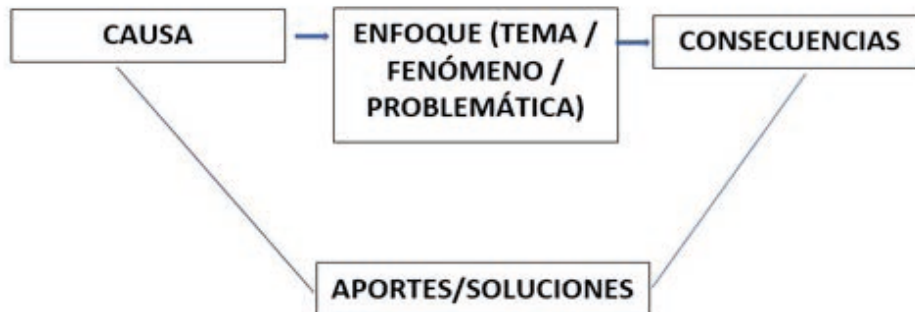 CAUSA
ENFOQUE (TEMA /
FENÓMENO /
PROBLEMÁTICA)
CONSECUENCIAS
APORTES/SOLUCIONES